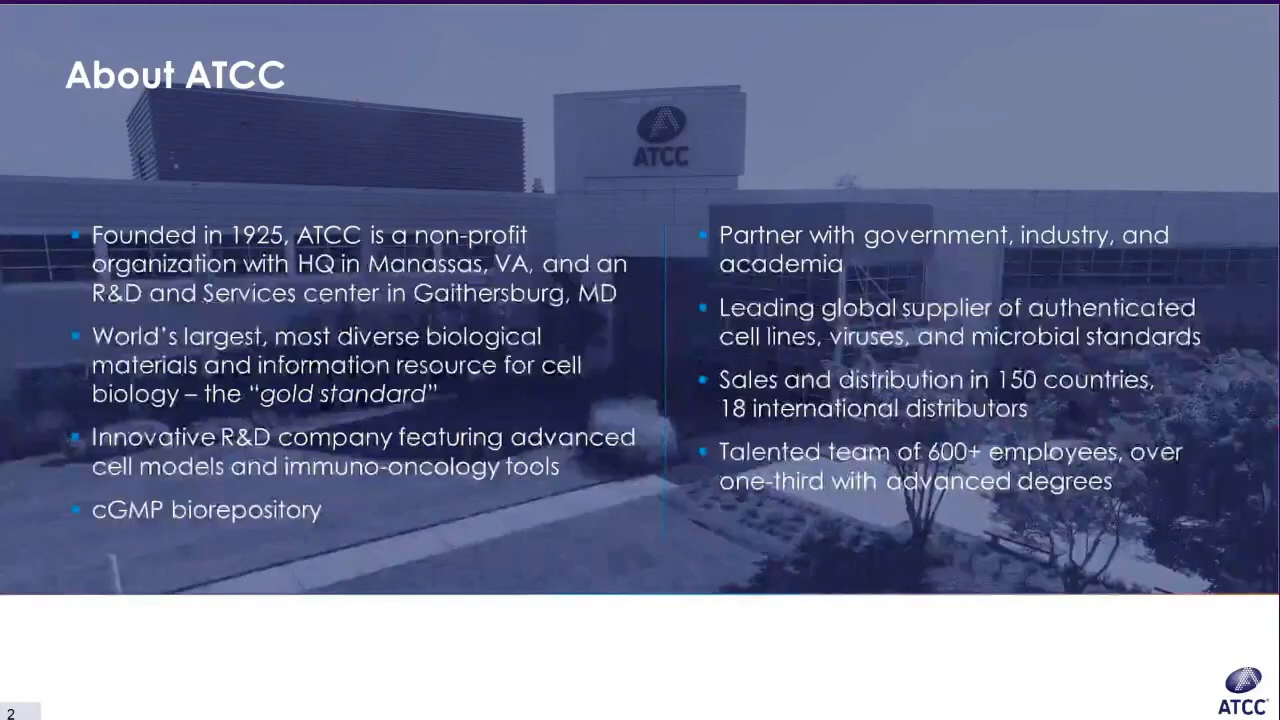 About ATCC
ATCC
Founded in 1925, ATCC is a non-profit
organization with HQ in Manassas, VA, and an
R&D and Services center in Gaithersburg, MD
World's largest, most diverse biological
materials and information resource for cell
biology – the “gold standard”
Innovative R&D company featuring advanced
cell models and immuno-oncology tools
cGMP biorepository
Partner with government, industry, and
academia
Leading global supplier of authenticated
cell lines, viruses, and microbial standards
Sales and distribution in 150 countries,
18 international distributors
Talented team of 600+ employees, over
one-third with advanced degrees
ATCC
2